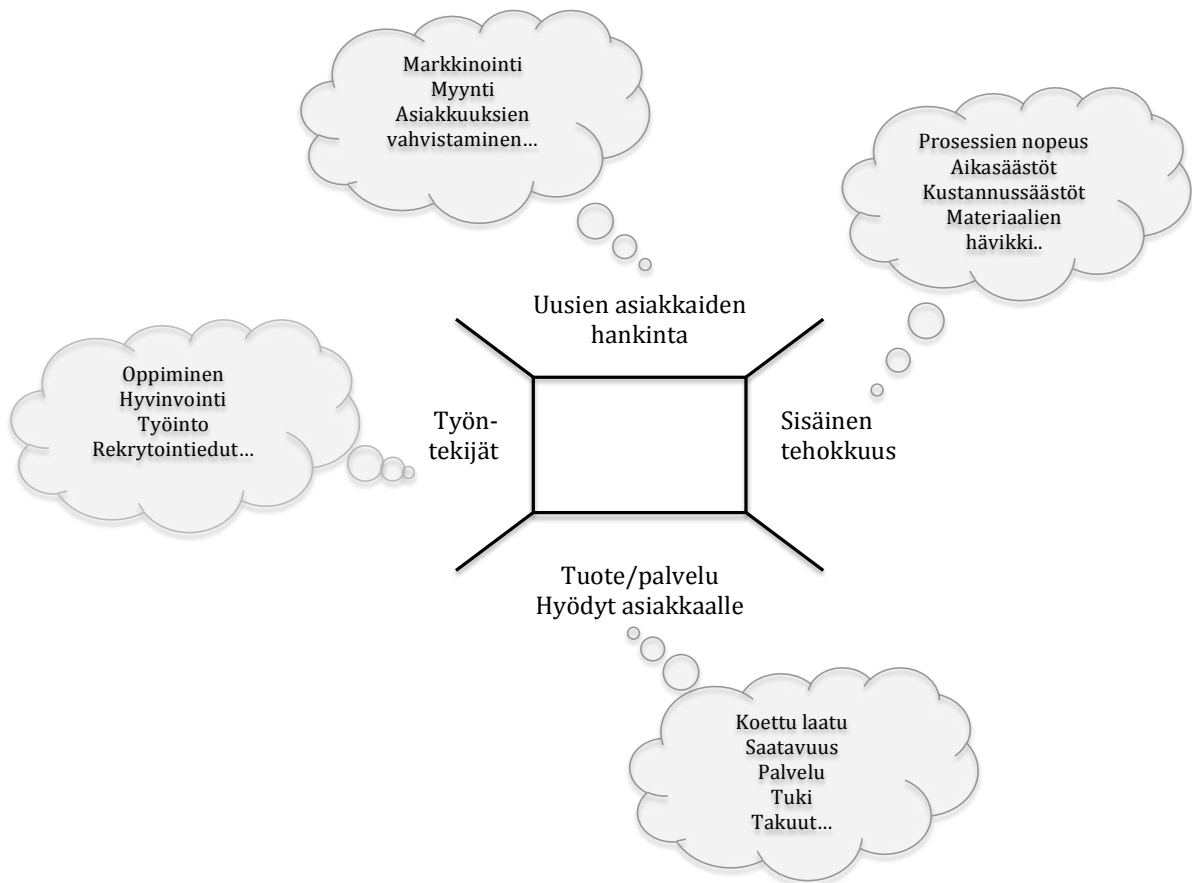 Markkinointi
Myynti
Asiakkuuksien
vahvistaminen…
Prosessien nopeus
Aikasäästöt
Kustannussäästöt
Materiaalien
hävikki..
Uusien asiakkaiden
hankinta
Oppiminen
Hyvinvointi
Työinto
Rekrytointiedut…
Työn-
tekijät
Sisäinen
tehokkuus
Tuote/palvelu
Hyödyt asiakkaalle
Koettu laatu
Saatavuus
Palvelu
Tuki
Takuut…